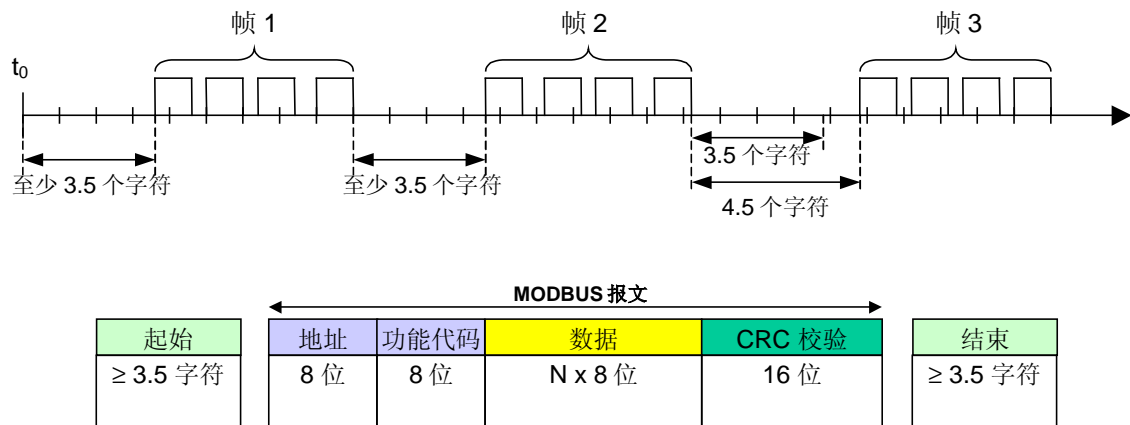 帧 1 帧 2 帧 3
t0
至少 3.5 个字符 至少 3.5 个字符 3.5 个字符
4.5 个字符
MODBUS 报文
起始 地址 功能代码 数据 CRC 校验 结束
≥ 3.5 字符 8 位 8 位 N x 8 位 16 位 ≥ 3.5 字符